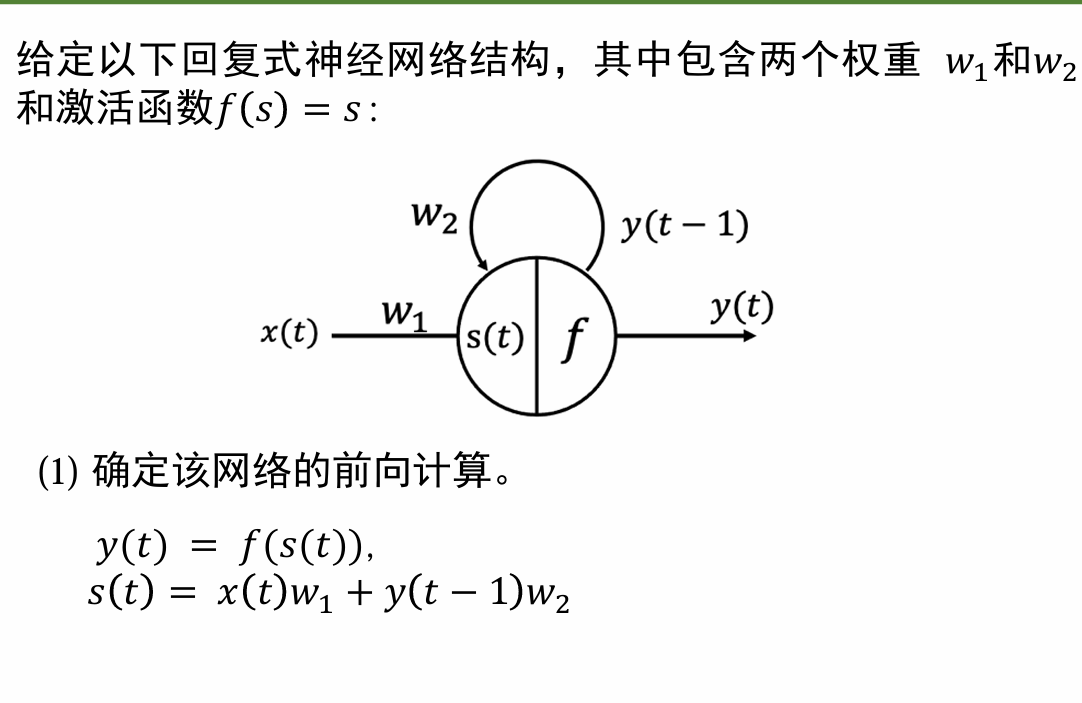 给定以下回复式神经网络结构，其中包含两个权重 w₁和w₂
和激活函数f(s) = s:
w₂
y(t − 1)
y(t)
w₁
x(t)
s(t)
f
(1) 确定该网络的前向计算。
y(t) = f(s(t)),
s(t) = x(t)w₁ + y(t − 1)w₂